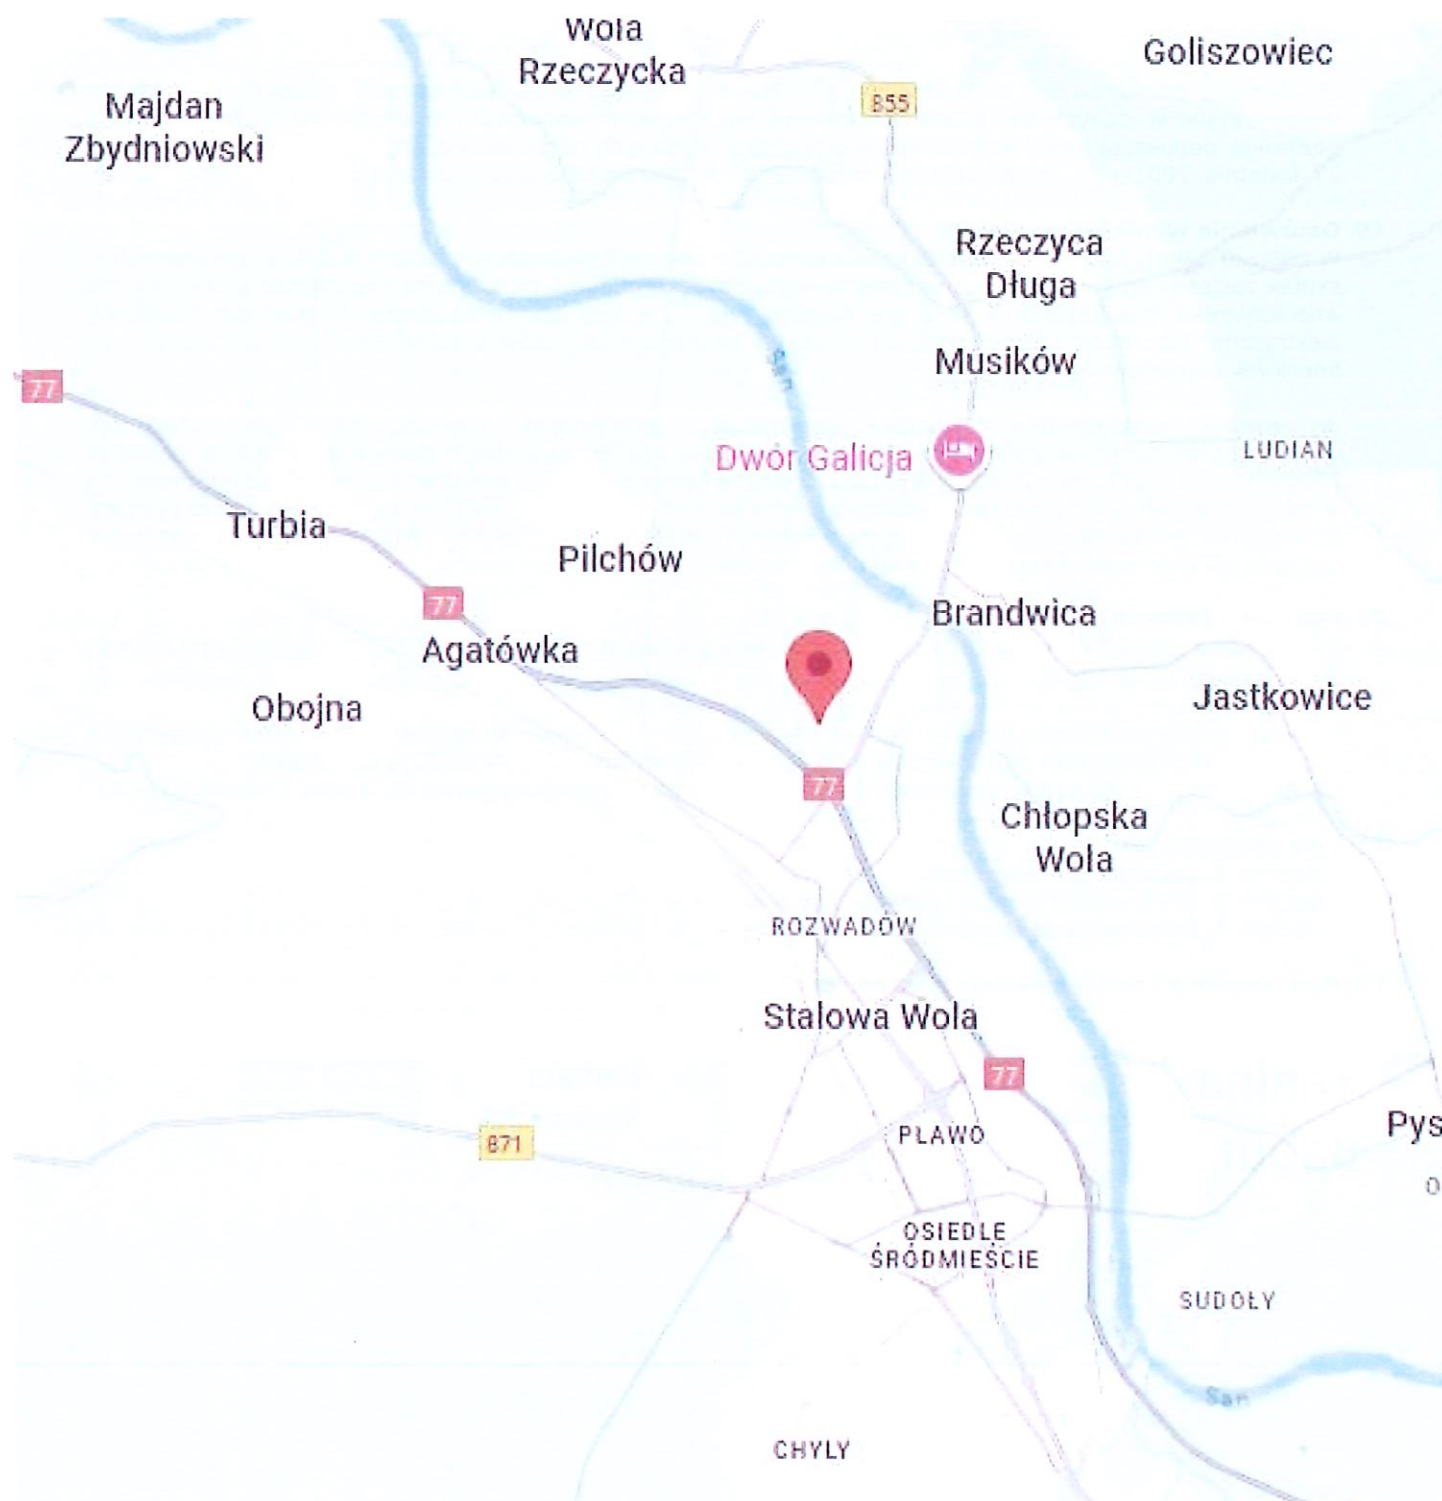 Wola
Rzeczycka
Goliszowiec
855
Majdan
Zbydniowski
Rzeczyca
Długa
San
Musików
77
Dwór Galicja
LUDIAN
Turbia
Pilchów
77
Brandwica
Agatówka
Jastkowice
Obojna
77
Chłopska
Wola
ROZWADÓW
Stalowa Wola
77
Pys
871
PŁAWO
O
OSIEDLE
ŚRÓDMIEŚCIE
SUDOŁY
San
CHYLY